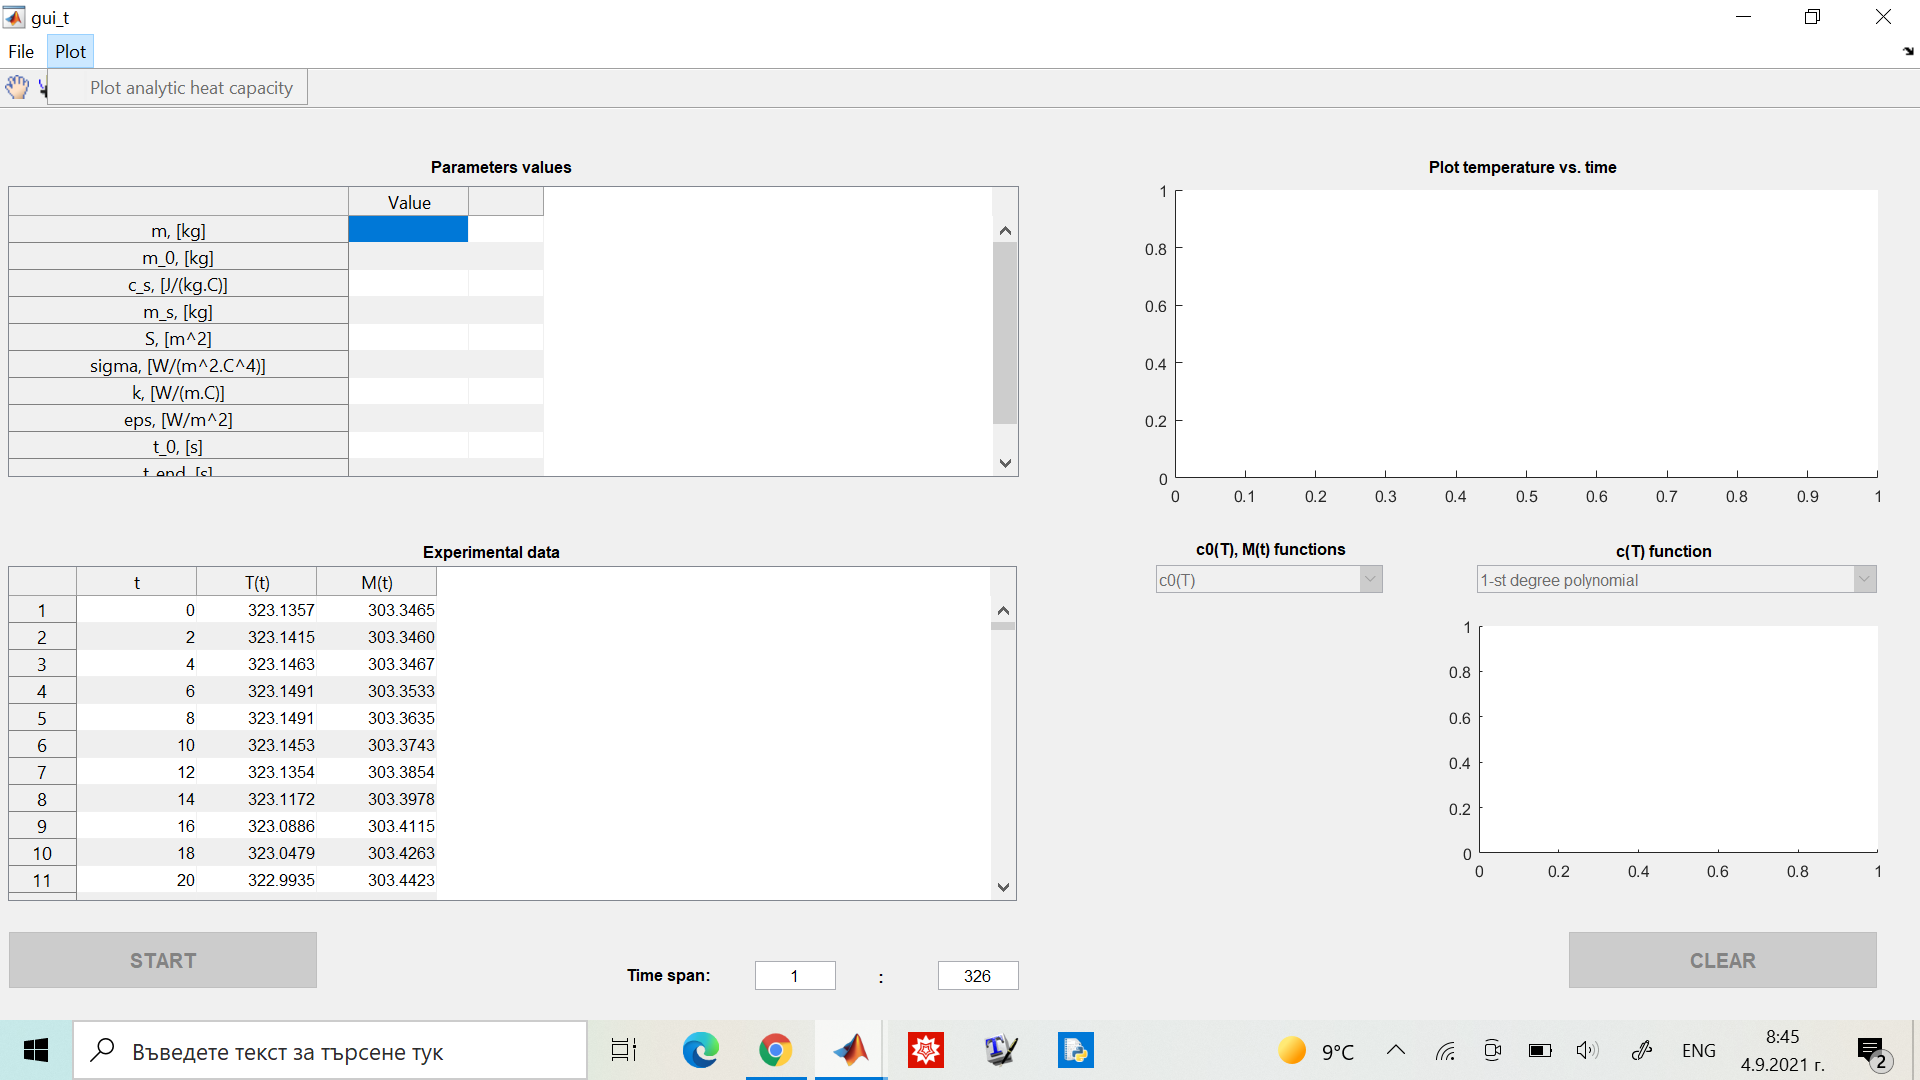 gui_t
File Plot
Plot analytic heat capacity
Parameters values
Value
m, [kg]
m_0, [kg]
c_s, [J/(kg.C)]
m_s, [kg]
S, [m^2]
sigma, [W/(m^2.C^4)]
k, [W/(m.C)]
eps, [W/m^2]
t_0, [s]
t_end, [s]
Plot temperature vs. time
1
0.8
0.6
0.4
0.2
0
0 0.1 0.2 0.3 0.4 0.5 0.6 0.7 0.8 0.9 1
Experimental data
t T(t) M(t)
1 0 323.1357 303.3465
2 2 323.1415 303.3460
3 4 323.1463 303.3467
4 6 323.1491 303.3533
5 8 323.1491 303.3635
6 10 323.1453 303.3743
7 12 323.1354 303.3854
8 14 323.1172 303.3978
9 16 323.0886 303.4115
10 18 323.0479 303.4263
11 20 322.9935 303.4423
c0(T), M(t) functions
c0(T)
c(T) function
1-st degree polynomial
1
0.8
0.6
0.4
0.2
0
0 0.2 0.4 0.6 0.8 1
START
Time span: 1 : 326
CLEAR
Въведете текст за търсене тук
9°C
ENG
8:45
4.9.2021 г.
2